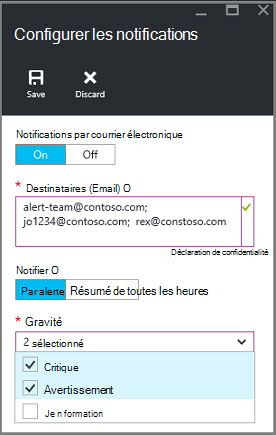 Configurer les notifications
Save Discard
Notifications par courrier électronique
On Off
* Destinataires (Email) O
alert-team@contoso.com;
jo1234@contoso.com; rex@constoso.com
Déclaration de confidentialité
Notifier O
Par alerte Résumé de toutes les heures
* Gravité
2 sélectionné
Critique
Avertissement
Je n formation